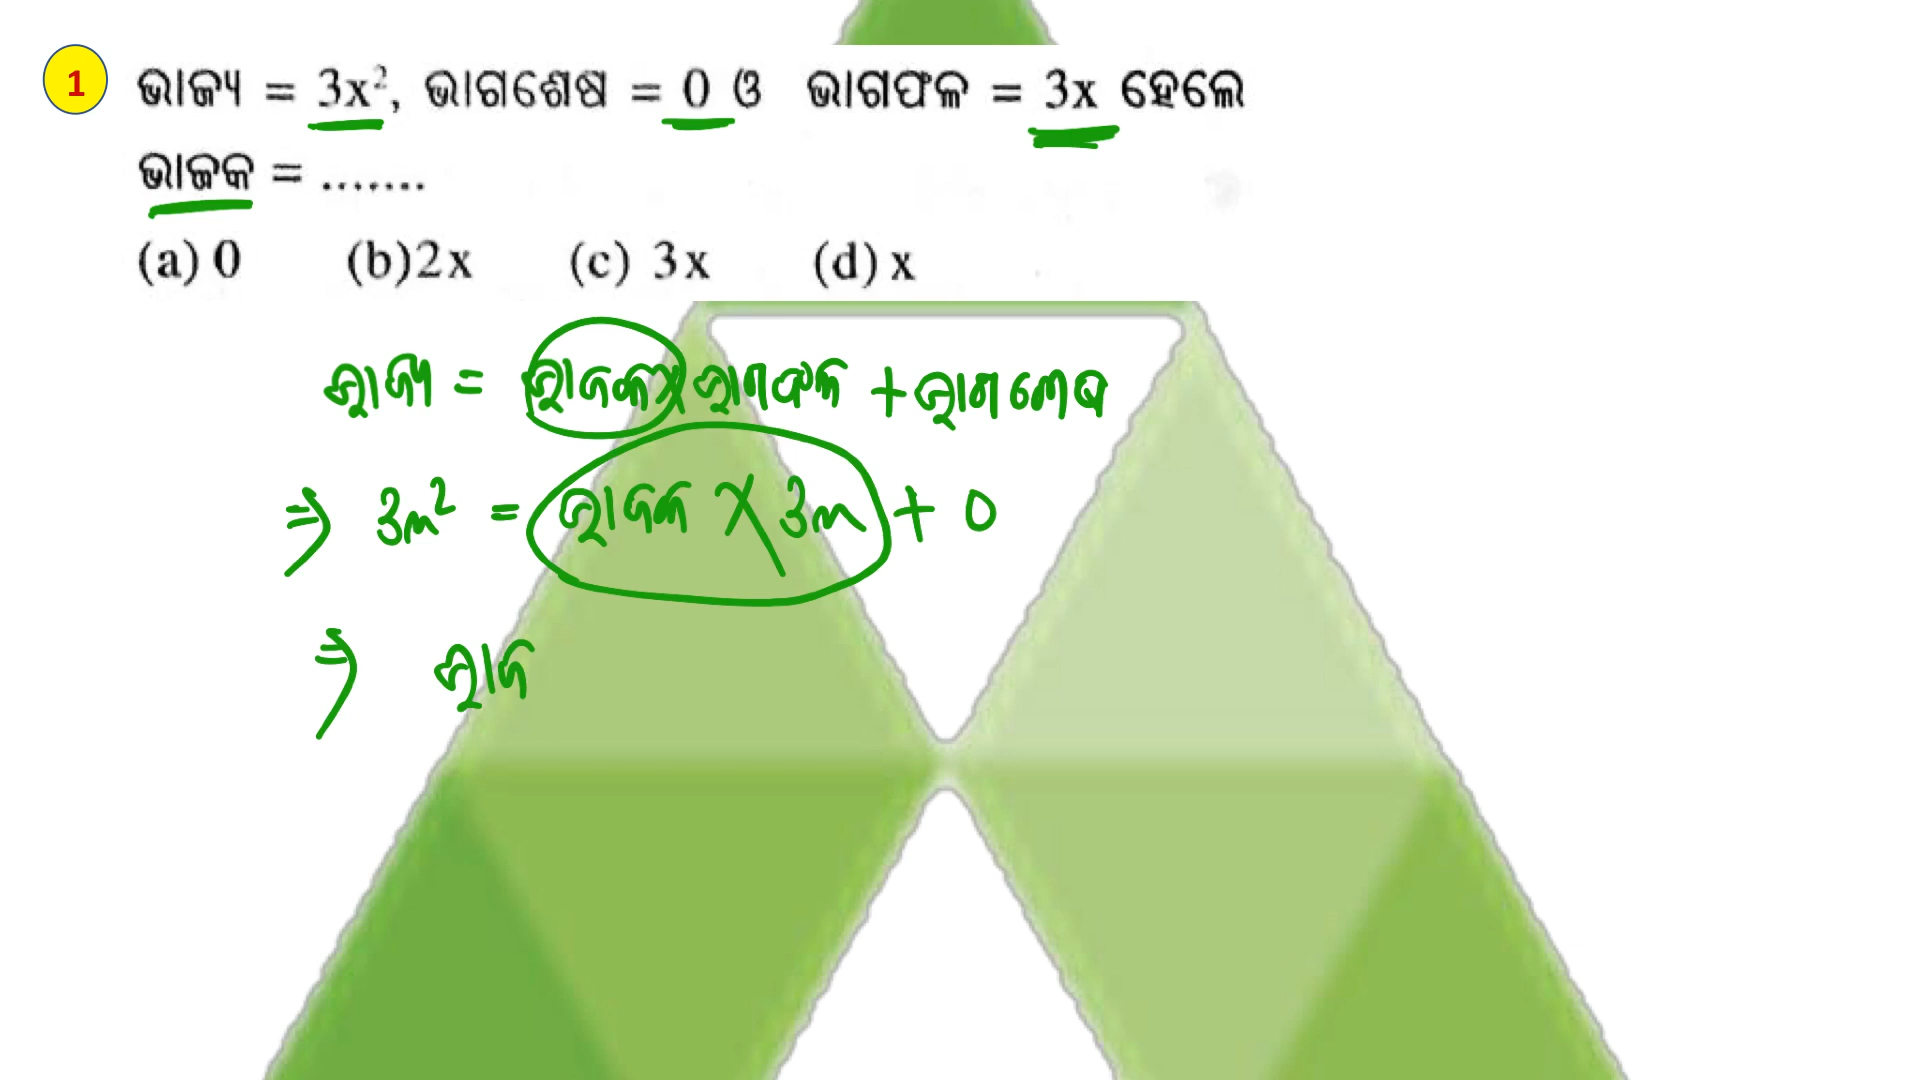 1 ଭାଜ୍ୟ = 3x², ଭାଗଶେଷ = 0 ଓ ଭାଗଫଳ = 3x ହେଲେ
ଭାଜକ = .......
(a) 0 (b) 2x (c) 3x (d) x
ଭାଜ୍ୟ = ଭାଜକ × ଭାଗଫଳ + ଭାଗଶେଷ
⇒ 3x² = ଭାଜକ × 3x + 0
⇒ ଭାଜ